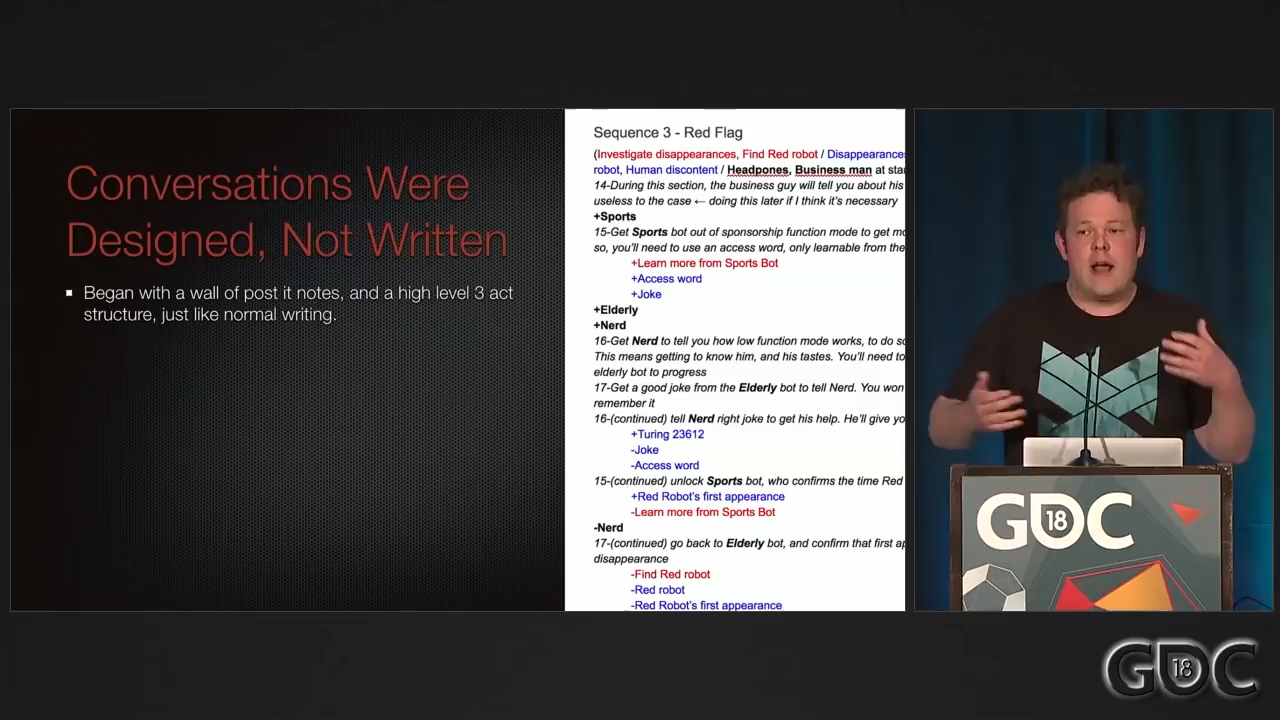 Conversations Were
Designed, Not Written
Began with a wall of post it notes, and a high level 3 act
structure, just like normal writing.
Sequence 3 - Red Flag
(Investigate disappearances, Find Red robot / Disappearances
robot, Human discontent / Headpones, Business man at sta
14-During this section, the business guy will tell you about his
useless to the case ← doing this later if I think it's necessary
+Sports
15-Get Sports bot out of sponsorship function mode to get mo
so, you'll need to use an access word, only learnable from the
+Learn more from Sports Bot
+Access word
+Joke
+Elderly
+Nerd
16-Get Nerd to tell you how low function mode works, to do so
This means getting to know him, and his tastes. You'll need to
elderly bot to progress
17-Get a good joke from the Elderly bot to tell Nerd. You won
remember it
16-(continued) tell Nerd right joke to get his help. He'll give yo
+Turing 23612
-Joke
-Access word
15-(continued) unlock Sports bot, who confirms the time Red
+Red Robot's first appearance
-Learn more from Sports Bot
-Nerd
17-(continued) go back to Elderly bot, and confirm that first ap
disappearance
-Find Red robot
-Red robot
-Red Robot's first appearance
GDC 18
GDC 18